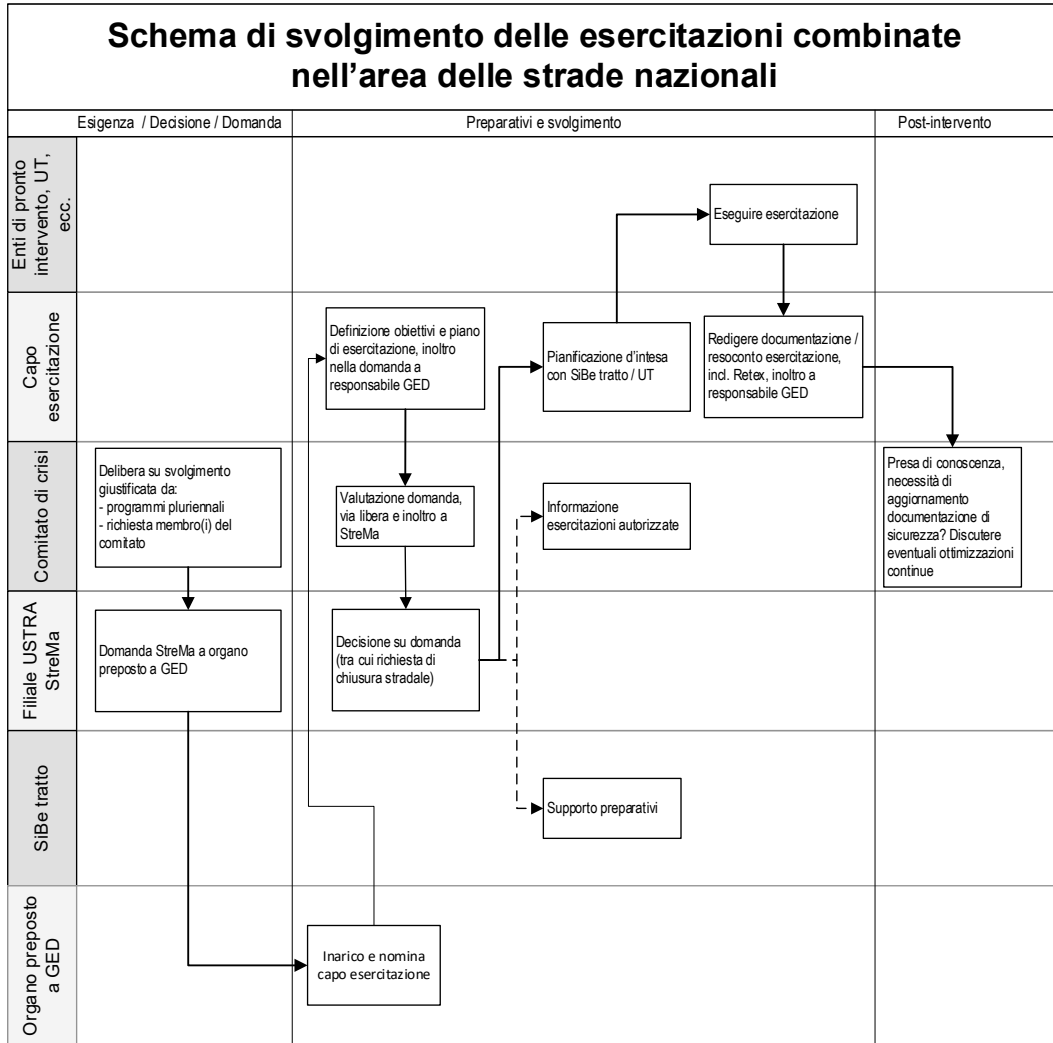 Schema di svolgimento delle esercitazioni combinate
nell'area delle strade nazionali
Esigenza / Decisione / Domanda
Preparativi e svolgimento
Post-intervento
Enti di pronto
intervento, UT,
ecc.
Eseguire esercitazione
Capo
esercitazione
Definizione obiettivi e piano
di esercitazione, inoltro
nella domanda a
responsabile GED
Pianificazione d'intesa
con SiBe tratto / UT
Redigere documentazione /
resoconto esercitazione,
incl. Retex, inoltro a
responsabile GED
Comitato di crisi
Delibera su svolgimento
giustificata da:
- programmi pluriennali
- richiesta membro(i) del
comitato
Valutazione domanda,
via libera e inoltro a
StreMa
Informazione
esercitazioni autorizzate
Presa di conoscenza,
necessità di
aggiornamento
documentazione di
sicurezza? Discutere
eventuali ottimizzazioni
continue
Filiale USTRA
StreMa
Domanda StreMa a organo
preposto a GED
Decisione su domanda
(tra cui richiesta di
chiusura stradale)
SiBe tratto
Supporto preparativi
Organo preposto
a GED
Inarico e nomina
capo esercitazione